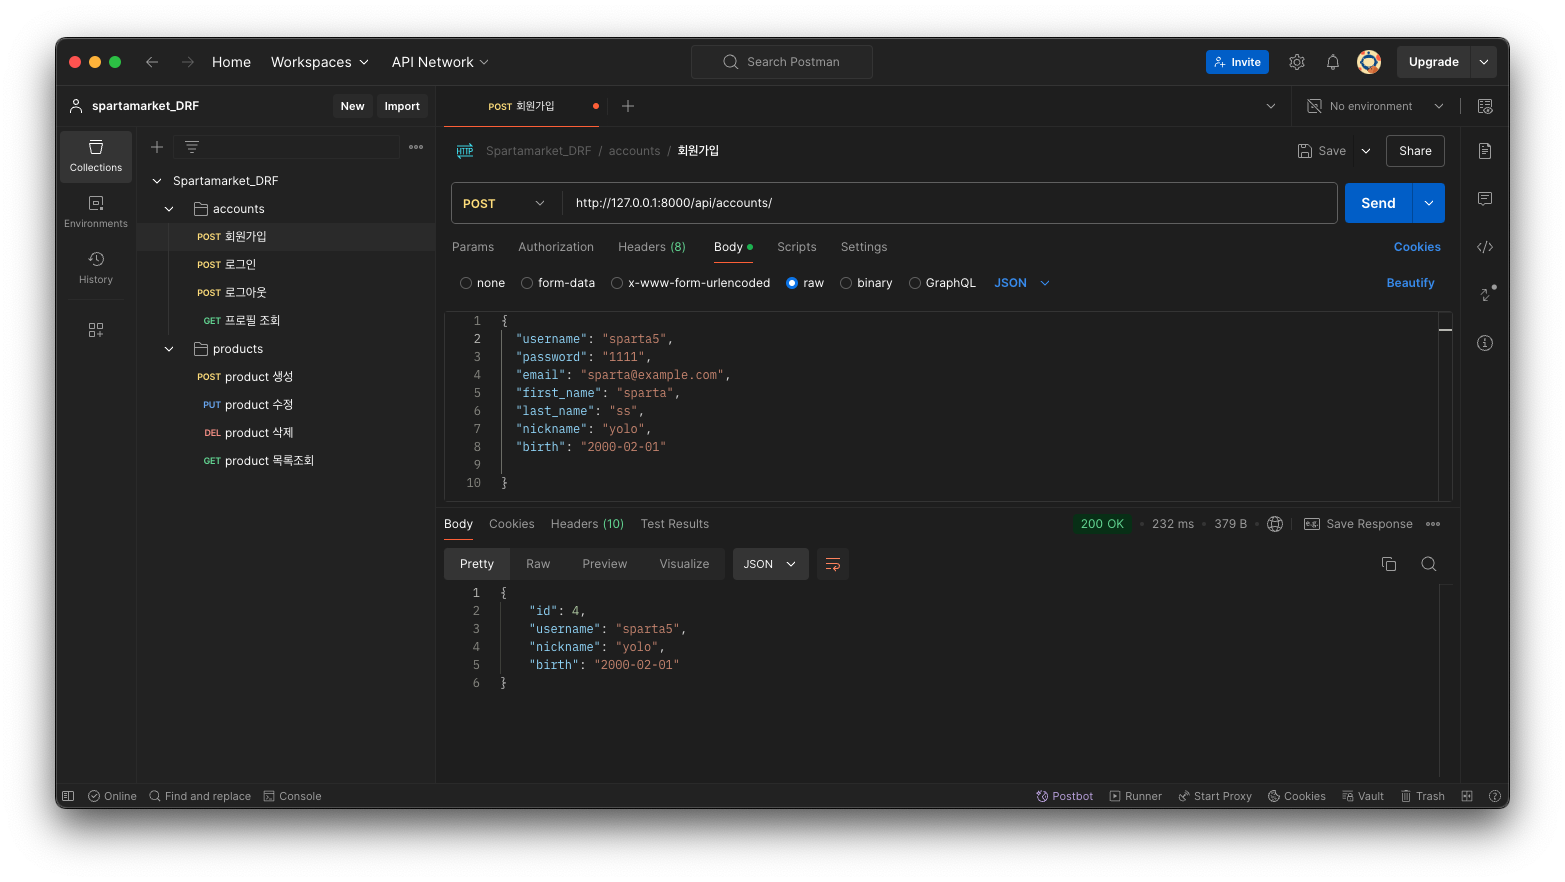 Home Workspaces API Network Search Postman Invite Upgrade
spartamarket_DRF New Import POST 회원가입 No environment
Collections
Environments
History
Spartamarket_DRF
accounts
POST 회원가입
POST 로그인
POST 로그아웃
GET 프로필 조회
products
POST product 생성
PUT product 수정
DEL product 삭제
GET product 목록조회
HTTP Spartamarket_DRF / accounts / 회원가입 Save Share
POST http://127.0.0.1:8000/api/accounts/ Send
Params Authorization Headers (8) Body Scripts Settings Cookies
none form-data x-www-form-urlencoded raw binary GraphQL JSON Beautify
1 {
2 "username": "sparta5",
3 "password": "1111",
4 "email": "sparta@example.com",
5 "first_name": "sparta",
6 "last_name": "ss",
7 "nickname": "yolo",
8 "birth": "2000-02-01"
9
10 }
Body Cookies Headers (10) Test Results 200 OK • 232 ms • 379 B e.g. Save Response
Pretty Raw Preview Visualize JSON
1 {
2 "id": 4,
3 "username": "sparta5",
4 "nickname": "yolo",
5 "birth": "2000-02-01"
6 }
Online Find and replace Console Postbot Runner Start Proxy Cookies Vault Trash